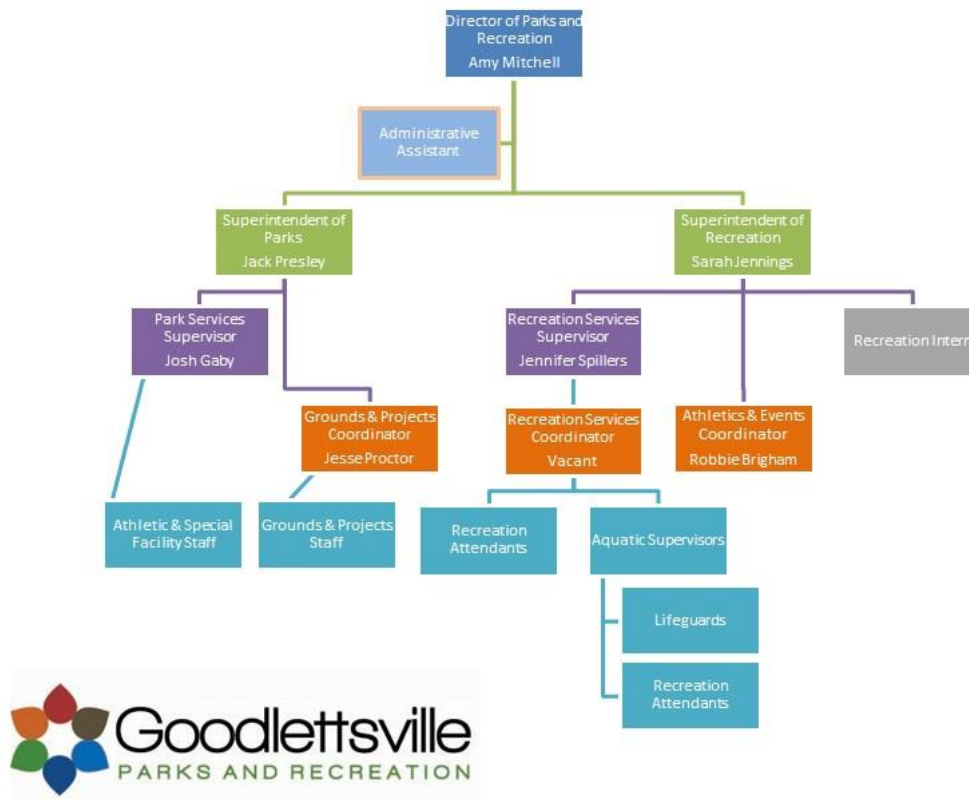 Director of Parks and
Recreation
Amy Mitchell
Administrative
Assistant
Superintendent of
Parks
Jack Presley
Superintendent of
Recreation
Sarah Jennings
Park Services
Supervisor
Josh Gaby
Recreation Services
Supervisor
Jennifer Spillers
Recreation Intern
Grounds & Projects
Coordinator
Jesse Proctor
Recreation Services
Coordinator
Vacant
Athletics & Events
Coordinator
Robbie Brigham
Athletic & Special
Facility Staff
Grounds & Projects
Staff
Recreation
Attendants
Aquatic Supervisors
Lifeguards
Recreation
Attendants
Goodlettsville
PARKS AND RECREATION